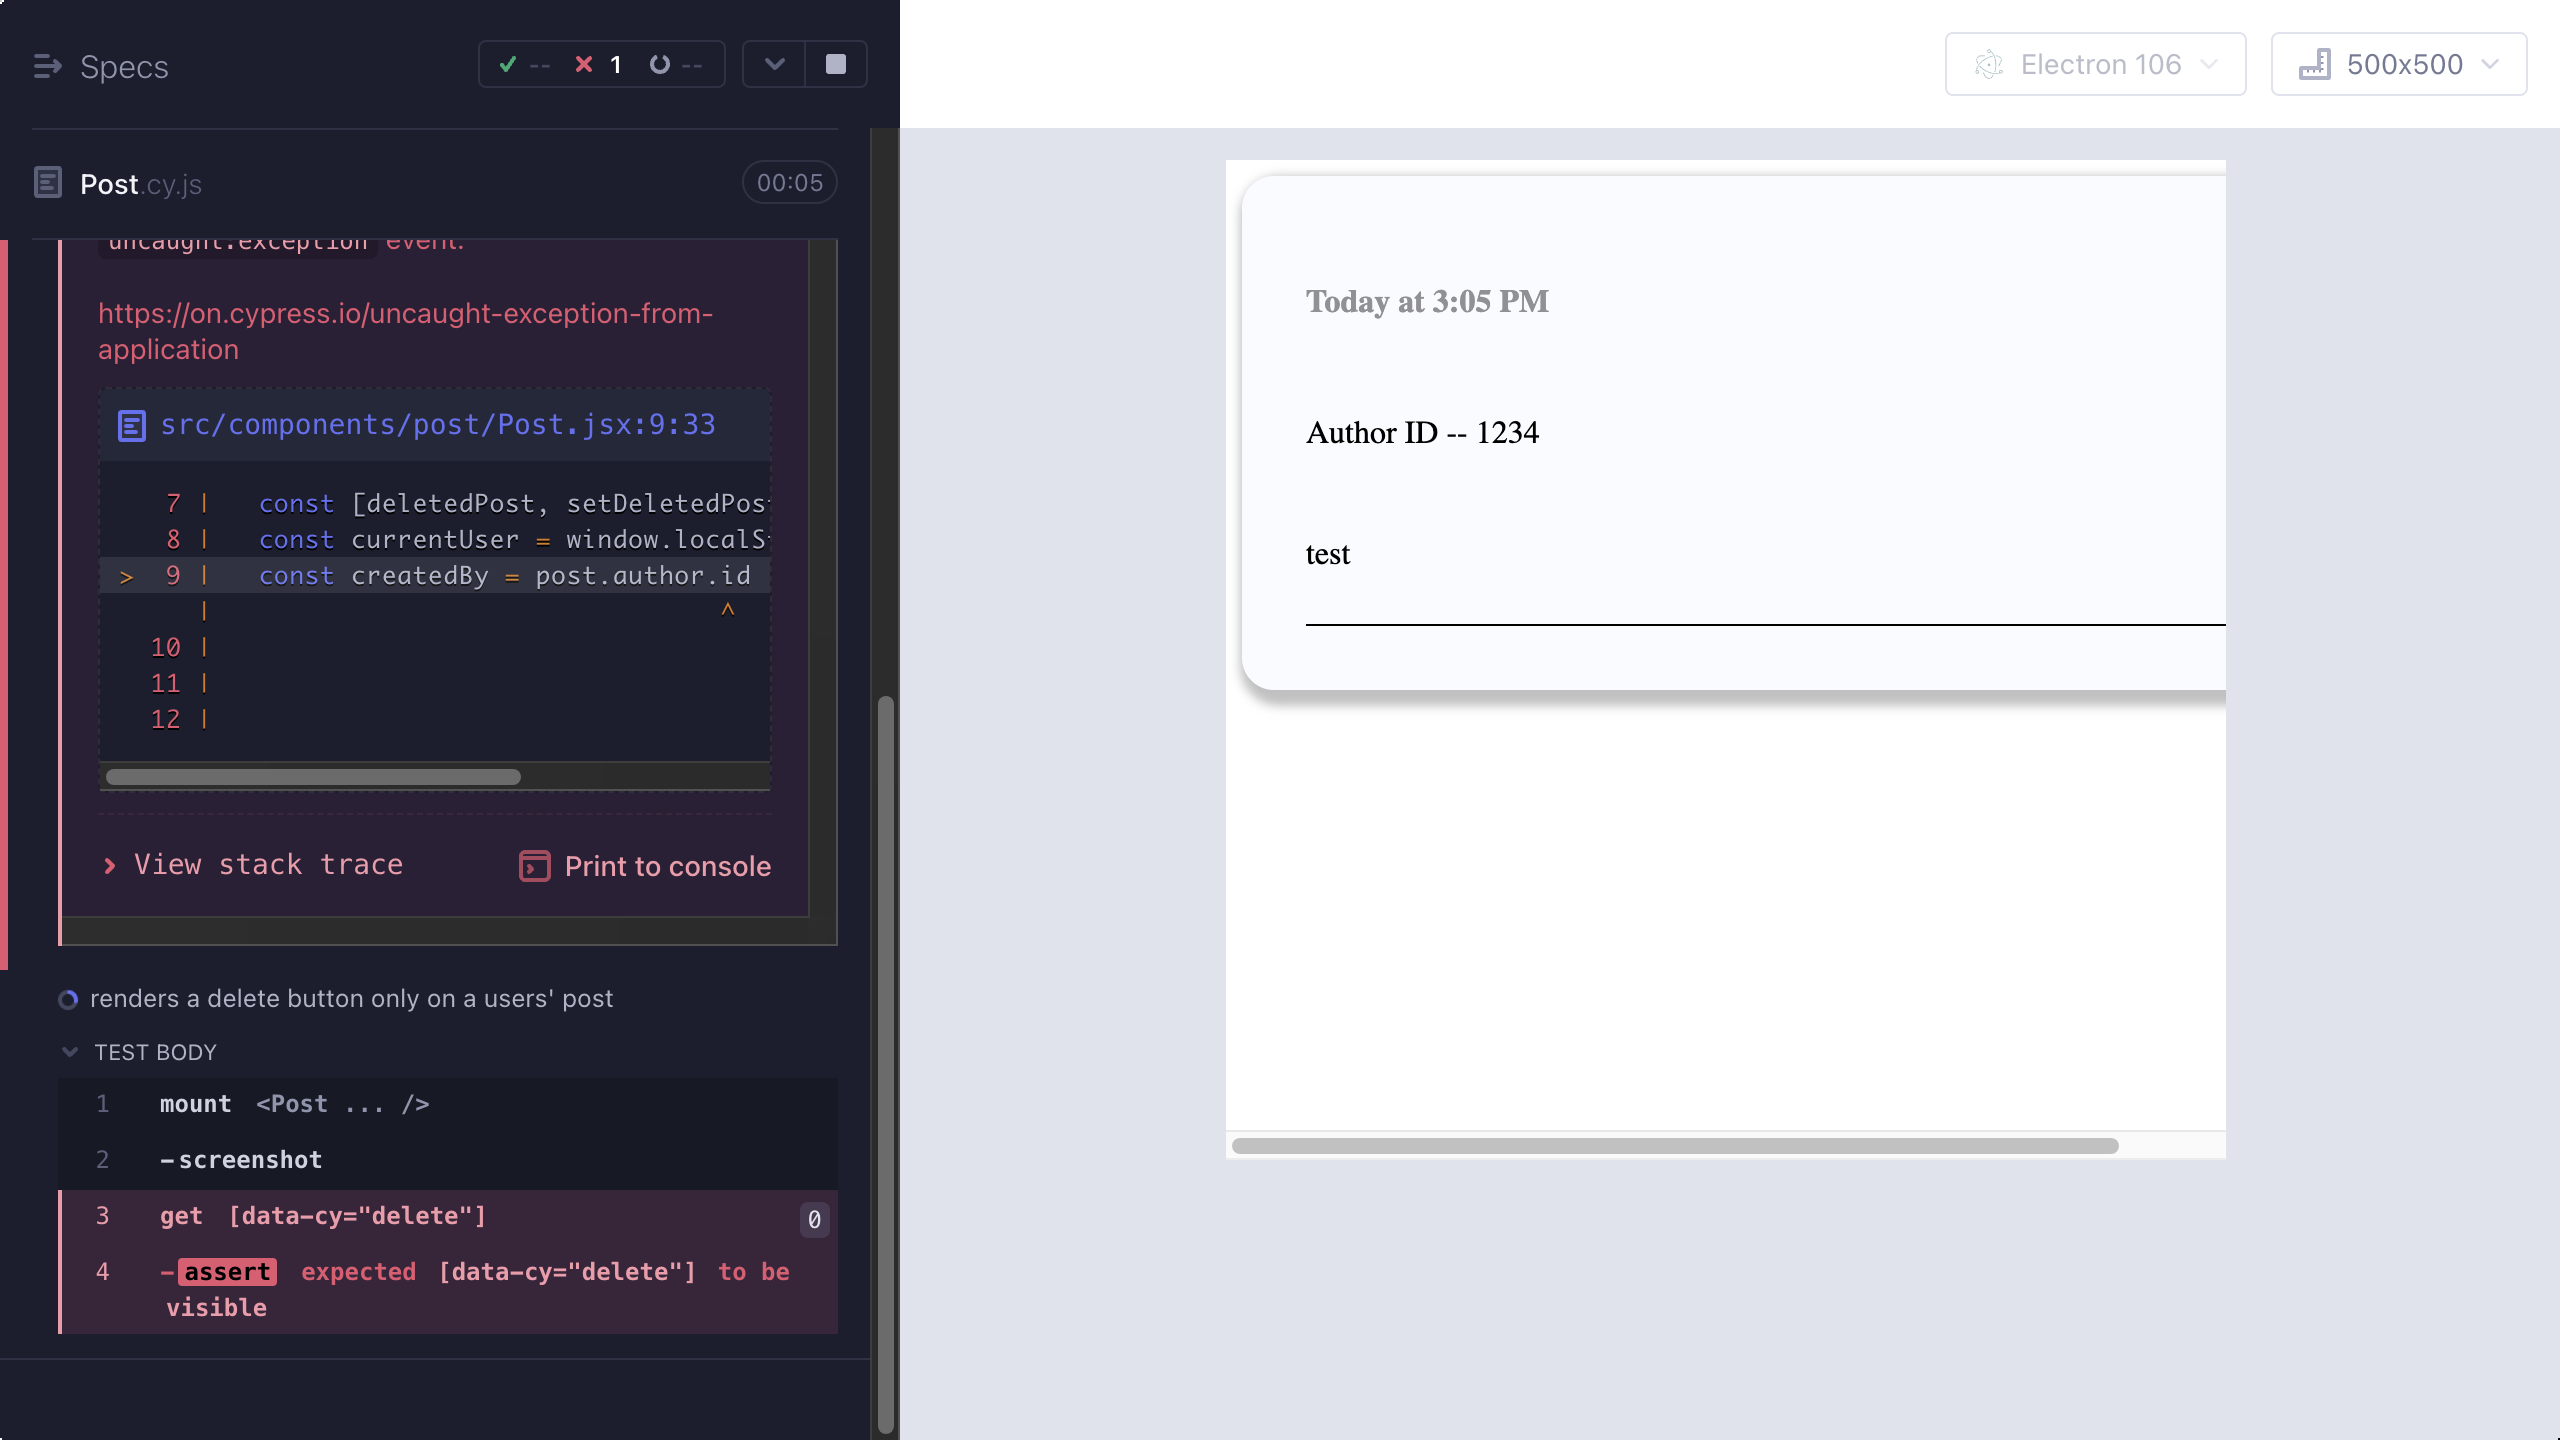 Specs
-- 1 --
Post.cy.js
00:05
uncaught:exception event.
https://on.cypress.io/uncaught-exception-from-
application
src/components/post/Post.jsx:9:33
7 | const [deletedPost, setDeletedPos
8 | const currentUser = window.localS
> 9 | const createdBy = post.author.id
| ^
10 |
11 |
12 |
View stack trace
Print to console
renders a delete button only on a users' post
TEST BODY
1 mount <Post ... />
2 -screenshot
3 get [data-cy="delete"] 0
4 -assert expected [data-cy="delete"] to be
visible
Electron 106
500x500
Today at 3:05 PM
Author ID -- 1234
test